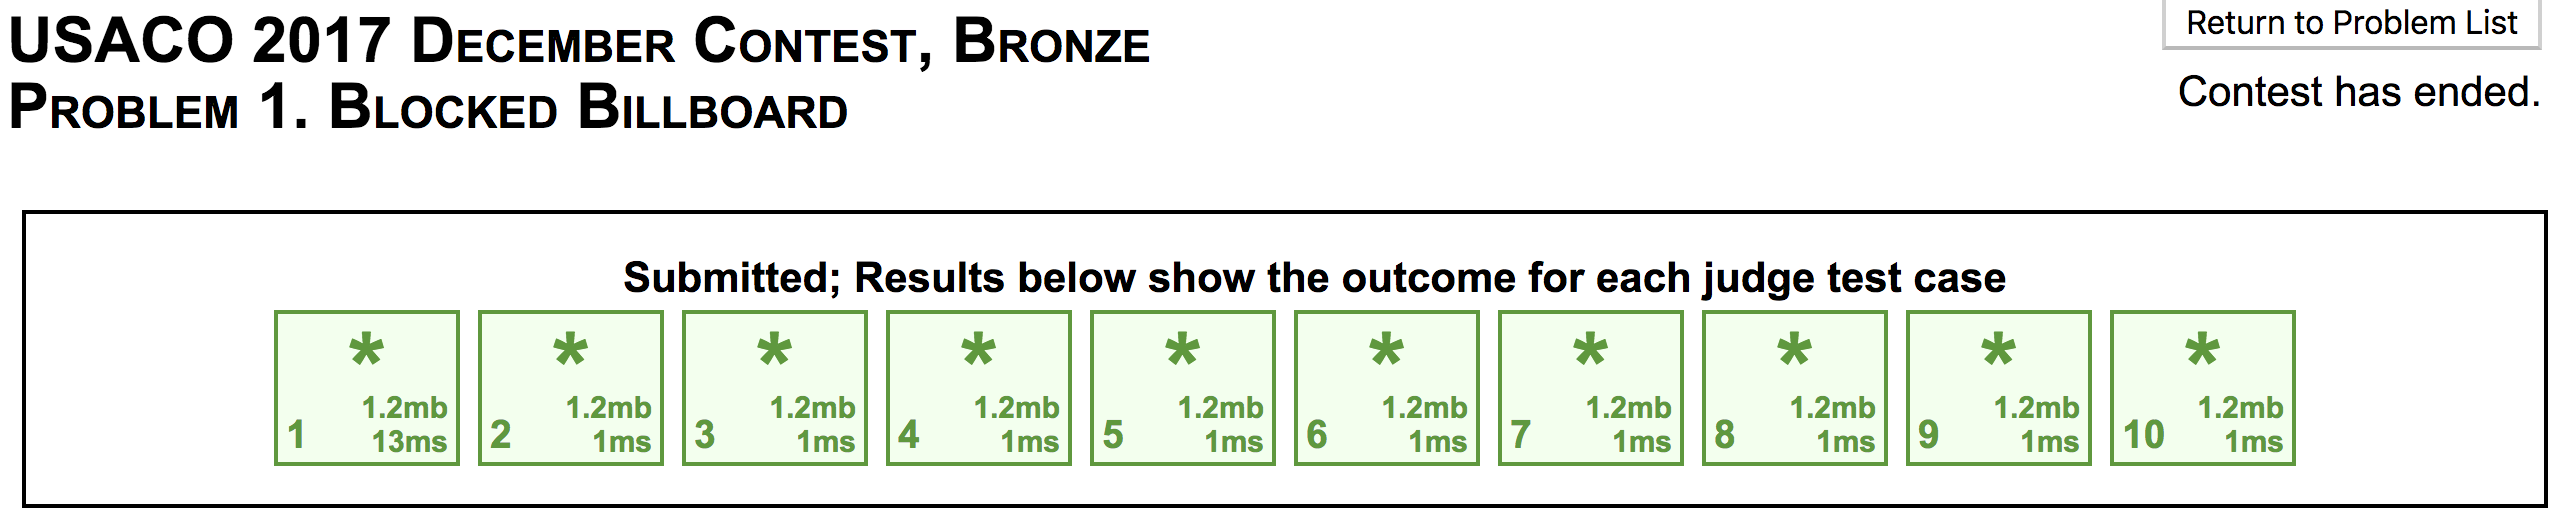 USACO 2017 December Contest, Bronze
Problem 1. Blocked Billboard
Return to Problem List
Contest has ended.
Submitted; Results below show the outcome for each judge test case
* * * * * * * * * *
1.2mb 1.2mb 1.2mb 1.2mb 1.2mb 1.2mb 1.2mb 1.2mb 1.2mb 1.2mb
1 13ms 2 1ms 3 1ms 4 1ms 5 1ms 6 1ms 7 1ms 8 1ms 9 1ms 10 1ms